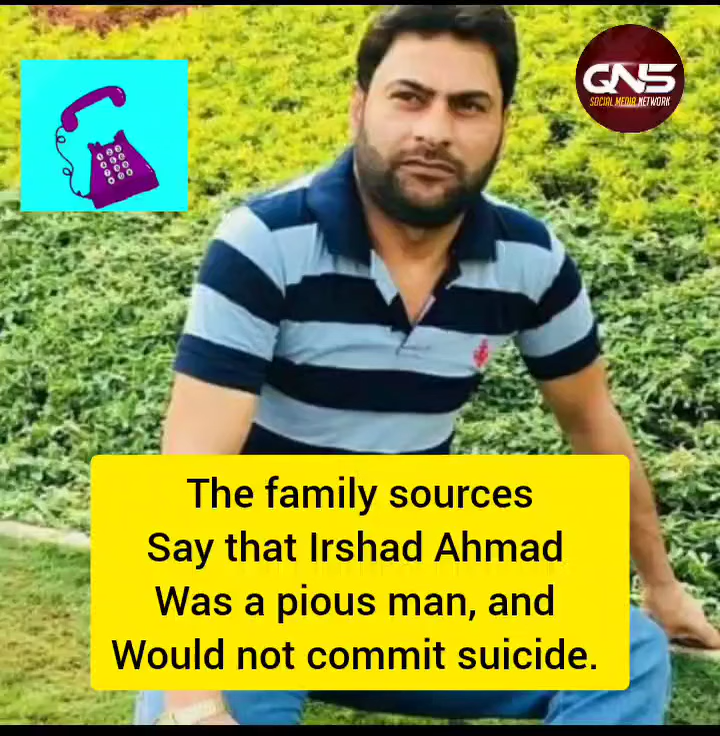 GNS
SOCIAL MEDIA NETWORK
The family sources
Say that Irshad Ahmad
Was a pious man, and
Would not commit suicide.